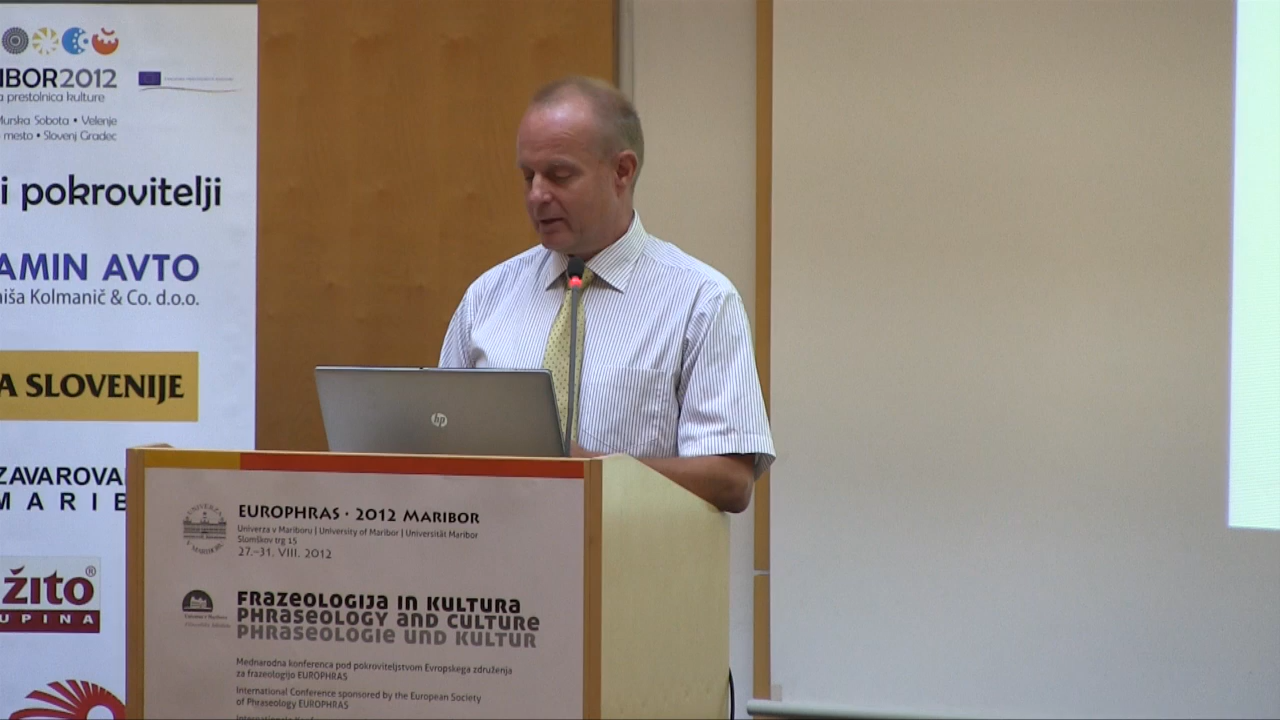 IBOR2012
a prestolnica kulture
Murska Sobota • Velenje
mesto • Slovenj Gradec
i pokrovitelji
AMIN AVTO
niša Kolmanič & Co. d.o.o.
A SLOVENIJE
ZAVAROVA
MARIB
žito®
UPINA
EUROPHRAS · 2012 MARIBOR
Univerza v Mariboru | University of Maribor | Universität Maribor
Slomškov trg 15
27.–31. VIII. 2012
UNIVERZA V MARIBORU
FRAZEOLOGIJA IN KULTURA
PHRASEOLOGY AND CULTURE
PHRASEOLOGIE UND KULTUR
Mednarodna konferenca pod pokroviteljstvom Evropskega združenja
za frazeologijo EUROPHRAS
International Conference sponsored by the European Society
of Phraseology EUROPHRAS
hp